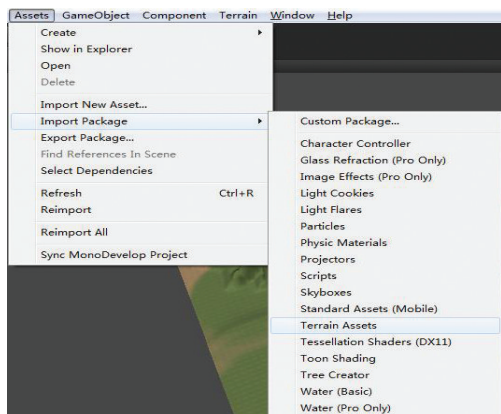 Assets GameObject Component Terrain Window Help
Create
Show in Explorer
Open
Delete
Import New Asset...
Import Package
Export Package...
Find References In Scene
Select Dependencies
Refresh Ctrl+R
Reimport
Reimport All
Sync MonoDevelop Project
Custom Package...
Character Controller
Glass Refraction (Pro Only)
Image Effects (Pro Only)
Light Cookies
Light Flares
Particles
Physic Materials
Projectors
Scripts
Skyboxes
Standard Assets (Mobile)
Terrain Assets
Tessellation Shaders (DX11)
Toon Shading
Tree Creator
Water (Basic)
Water (Pro Only)